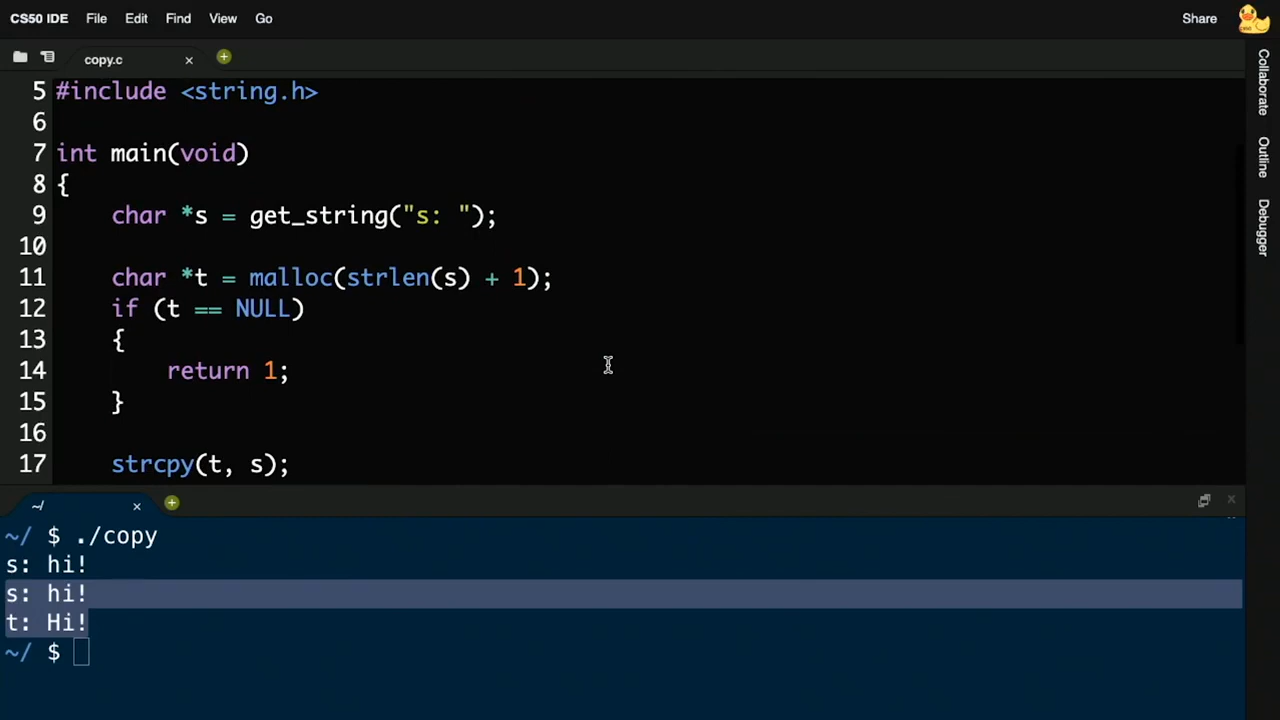 CS50 IDE File Edit Find View Go Share
copy.c
5 #include <string.h>
6
7 int main(void)
8 {
9 char *s = get_string("s: ");
10
11 char *t = malloc(strlen(s) + 1);
12 if (t == NULL)
13 {
14 return 1;
15 }
16
17 strcpy(t, s);
~/
~/ $ ./copy
s: hi!
s: hi!
t: Hi!
~/ $
Collaborate
Outline
Debugger